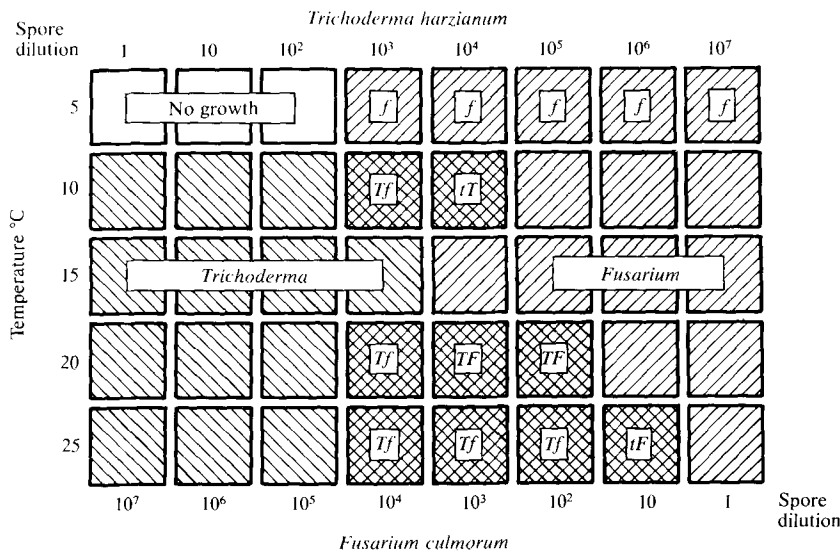 Trichoderma harzianum
Spore dilution
1 10 10² 10³ 10⁴ 10⁵ 10⁶ 10⁷
5 No growth f f f f f
10 Tf tT
Temperature °C
15 Trichoderma Fusarium
20 Tf TF TF
25 Tf Tf Tf tF
10⁷ 10⁶ 10⁵ 10⁴ 10³ 10² 10 1
Spore dilution
Fusarium culmorum